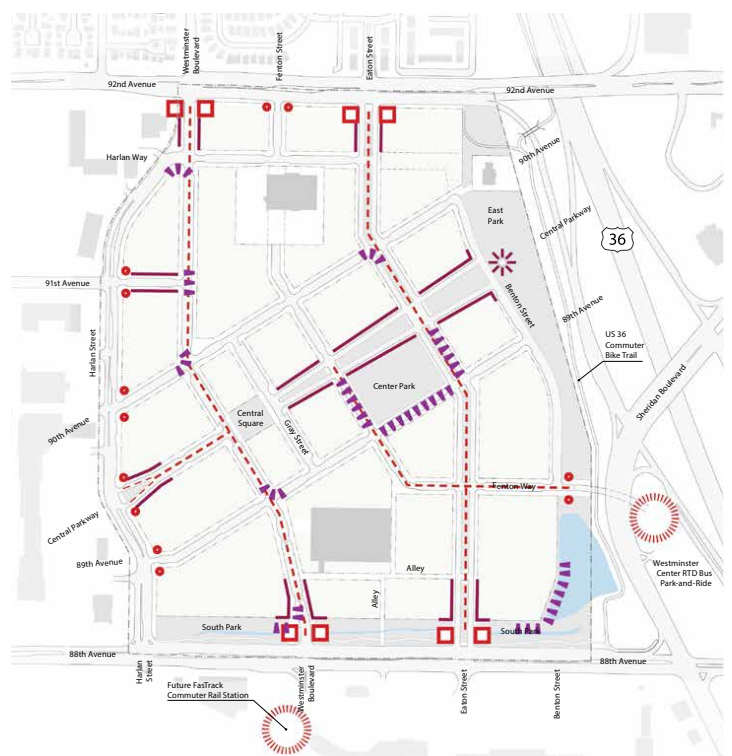 Westminster
Boulevard
Fenton Street
Eaton Street
92nd Avenue
92nd Avenue
Harlan Way
90th Avenue
East
Park
Central Parkway
36
91st Avenue
Benton Street
89th Avenue
US 36
Commuter
Bike Trail
Harlan Street
Sheridan Boulevard
Center Park
90th Avenue
Central
Square
Gray Street
Fenton Way
Central Parkway
89th Avenue
Alley
Alley
Westminster
Center RTD Bus
Park-and-Ride
South Park
South Park
88th Avenue
88th Avenue
Harlan
Street
Westminster
Boulevard
Eaton Street
Benton Street
Future FasTrack
Commuter Rail Station